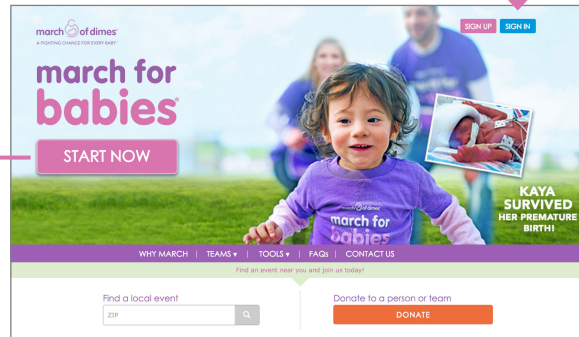 march of dimes
A FIGHTING CHANCE FOR EVERY BABY™
SIGN UP SIGN IN
march for
babies®
START NOW
march of dimes
march for
babies
KAYA
SURVIVED
HER PREMATURE
BIRTH!
WHY MARCH | TEAMS ▾ | TOOLS ▾ | FAQs | CONTACT US
Find an event near you and join us today!
Find a local event
ZIP
Donate to a person or team
DONATE